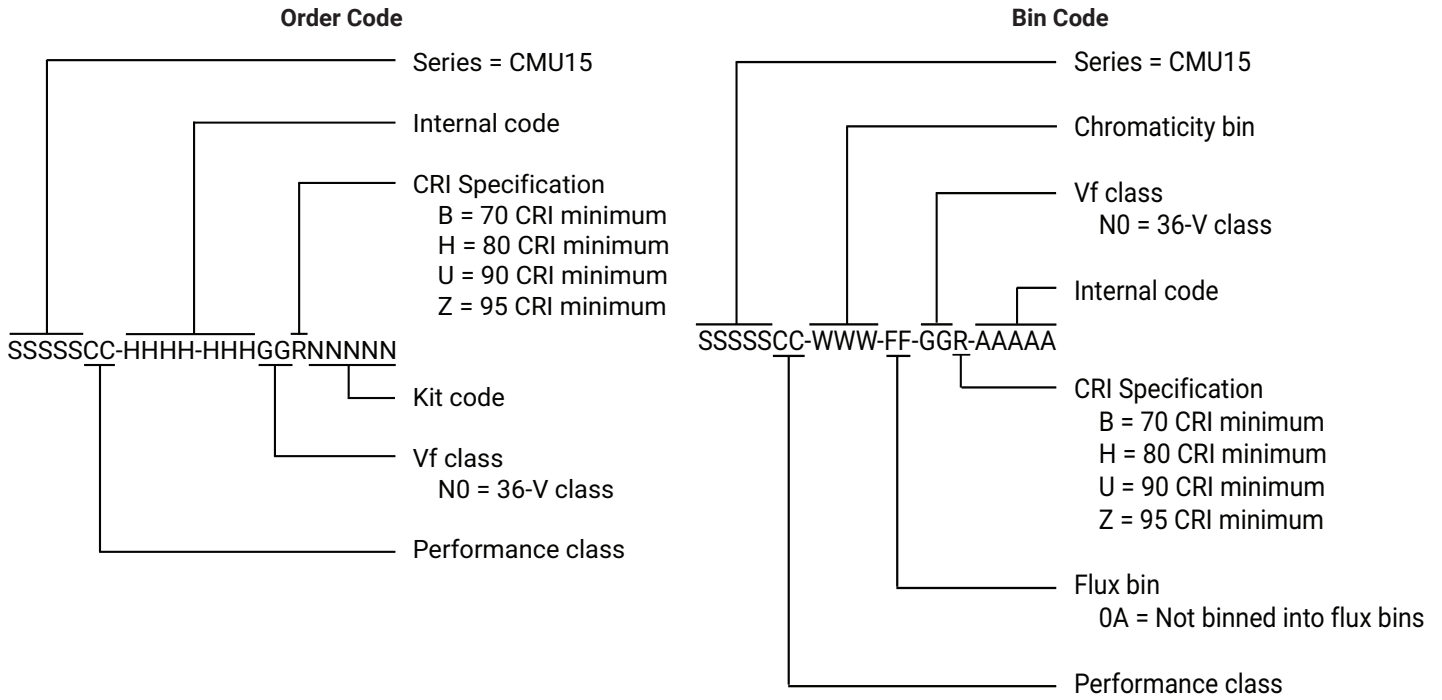 Order Code
Series = CMU15
Internal code
CRI Specification
B = 70 CRI minimum
H = 80 CRI minimum
U = 90 CRI minimum
Z = 95 CRI minimum
SSSSSCC-HHHH-HHHGGRNNNNN
Kit code
Vf class
N0 = 36-V class
Performance class
Bin Code
Series = CMU15
Chromaticity bin
Vf class
N0 = 36-V class
Internal code
SSSSSCC-WWW-FF-GGR-AAAAA
CRI Specification
B = 70 CRI minimum
H = 80 CRI minimum
U = 90 CRI minimum
Z = 95 CRI minimum
Flux bin
0A = Not binned into flux bins
Performance class